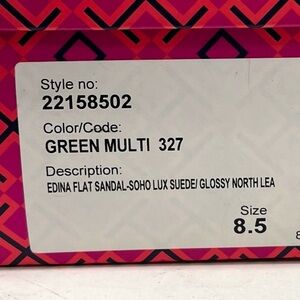 Style no:
22158502
Color/Code:
GREEN MULTI 327
Description:
EDINA FLAT SANDAL-SOHO LUX SUEDE/ GLOSSY NORTH LEA
Size
8.5